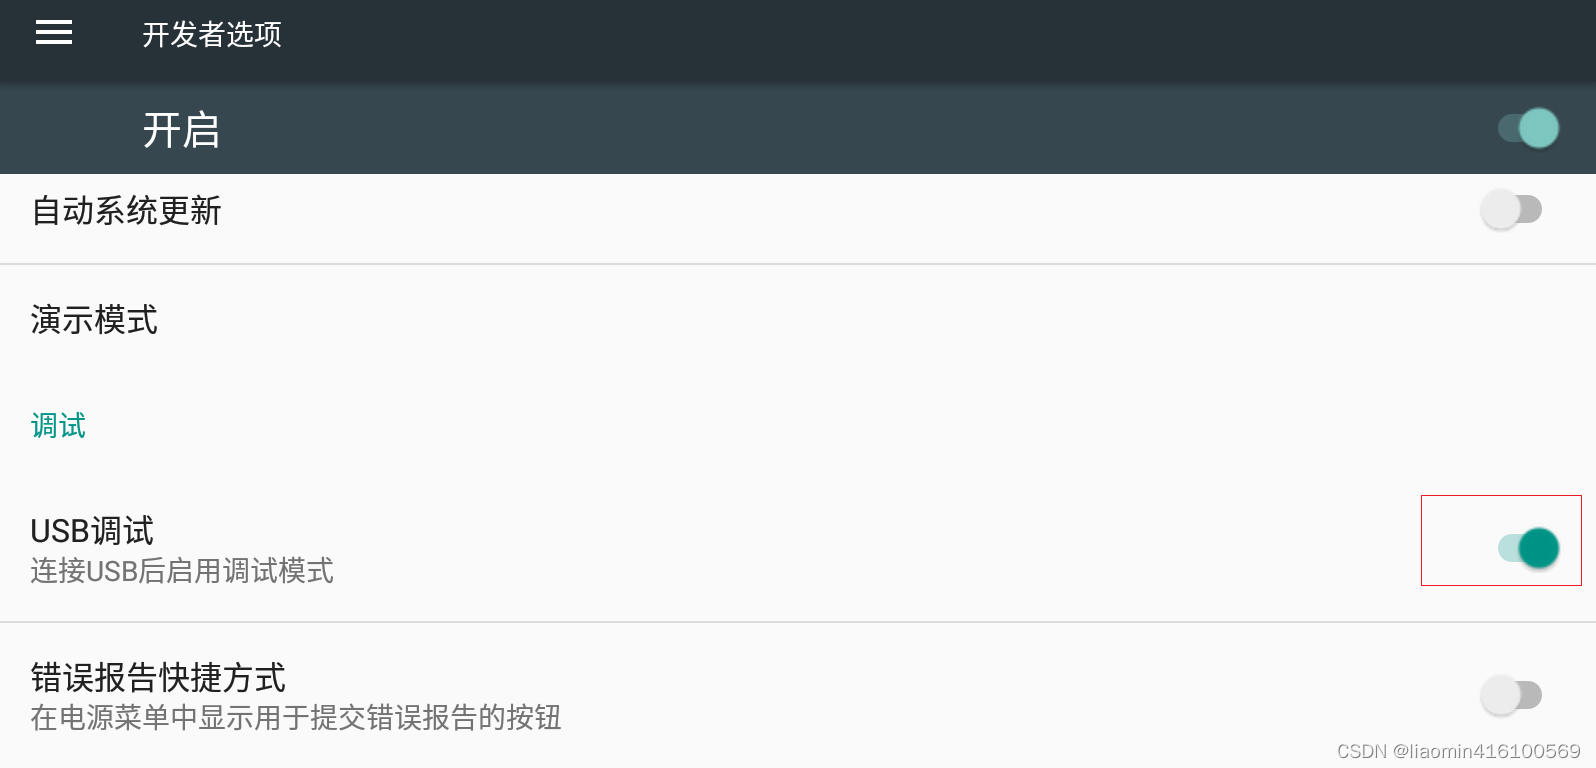 开发者选项
开启
自动系统更新
演示模式
调试
USB调试
连接USB后启用调试模式
错误报告快捷方式
在电源菜单中显示用于提交错误报告的按钮
CSDN @liaomin416100569